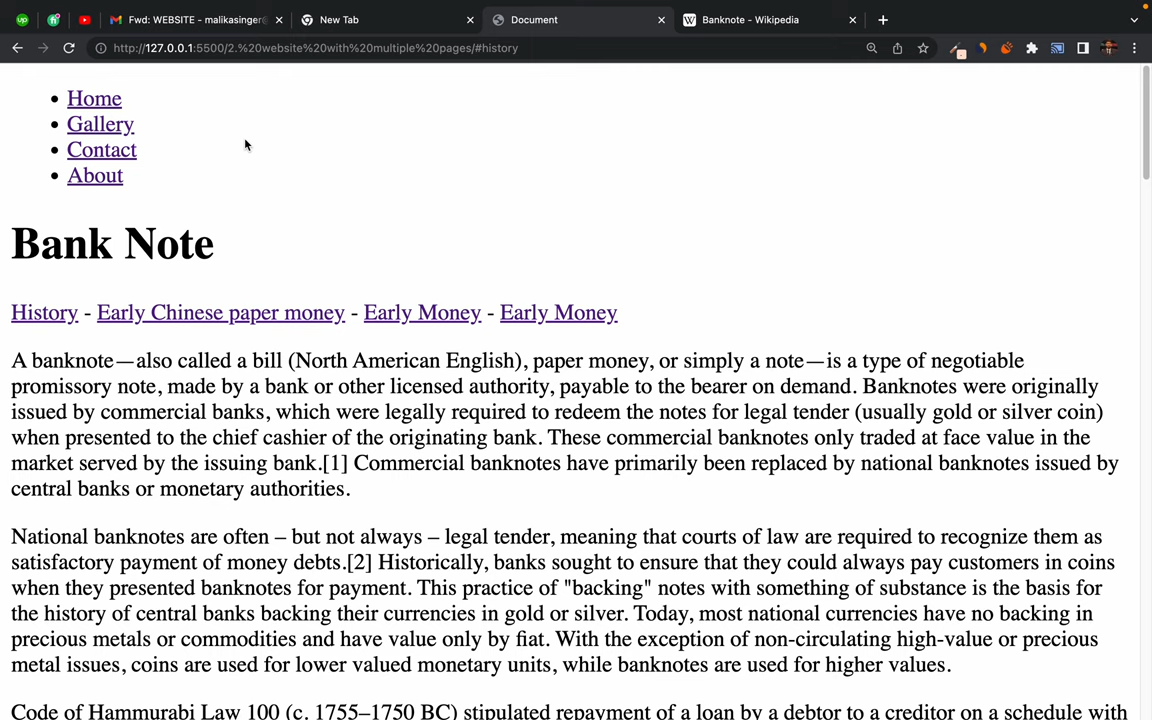 Fwd: WEBSITE - malikasinger
New Tab
Document
Banknote - Wikipedia
http://127.0.0.1:5500/2.%20website%20with%20multiple%20pages/#history
Home
Gallery
Contact
About
Bank Note
History - Early Chinese paper money - Early Money - Early Money
A banknote—also called a bill (North American English), paper money, or simply a note—is a type of negotiable
promissory note, made by a bank or other licensed authority, payable to the bearer on demand. Banknotes were originally
issued by commercial banks, which were legally required to redeem the notes for legal tender (usually gold or silver coin)
when presented to the chief cashier of the originating bank. These commercial banknotes only traded at face value in the
market served by the issuing bank.[1] Commercial banknotes have primarily been replaced by national banknotes issued by
central banks or monetary authorities.
National banknotes are often – but not always – legal tender, meaning that courts of law are required to recognize them as
satisfactory payment of money debts.[2] Historically, banks sought to ensure that they could always pay customers in coins
when they presented banknotes for payment. This practice of "backing" notes with something of substance is the basis for
the history of central banks backing their currencies in gold or silver. Today, most national currencies have no backing in
precious metals or commodities and have value only by fiat. With the exception of non-circulating high-value or precious
metal issues, coins are used for lower valued monetary units, while banknotes are used for higher values.
Code of Hammurabi Law 100 (c. 1755–1750 BC) stipulated repayment of a loan by a debtor to a creditor on a schedule with